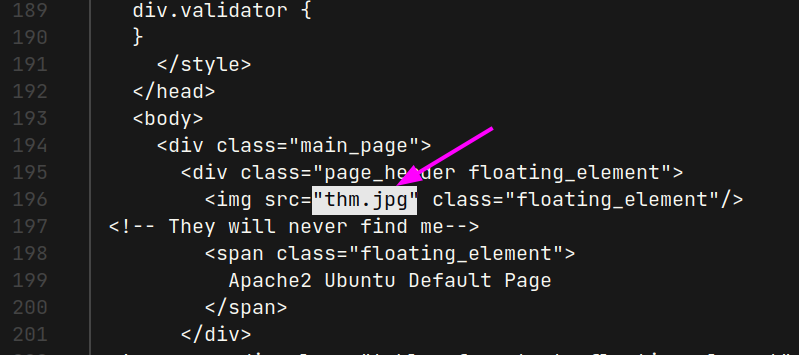 189 div.validator {
190 }
191 </style>
192 </head>
193 <body>
194 <div class="main_page">
195 <div class="page_header floating_element">
196 <img src="thm.jpg" class="floating_element"/>
197 <!-- They will never find me-->
198 <span class="floating_element">
199 Apache2 Ubuntu Default Page
200 </span>
201 </div>